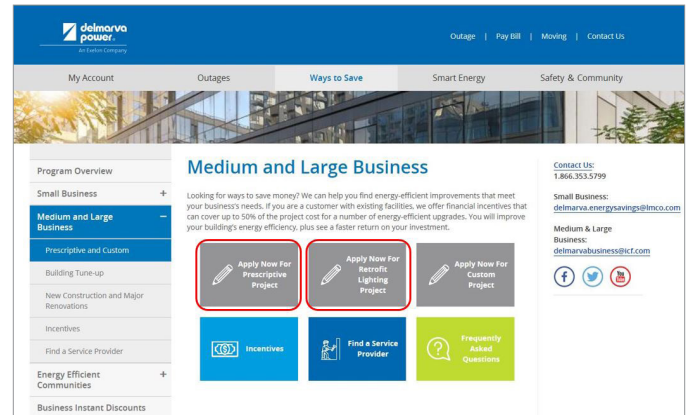 delmarva
power.
An Exelon Company
Outage | Pay Bill | Moving | Contact Us
My Account
Outages
Ways to Save
Smart Energy
Safety & Community
Program Overview
Small Business +
Medium and Large
Business –
Prescriptive and Custom
Building Tune-up
New Construction and Major
Renovations
Incentives
Find a Service Provider
Energy Efficient
Communities +
Business Instant Discounts
Medium and Large Business
Looking for ways to save money? We can help you find energy-efficient improvements that meet
your business's needs. If you are a customer with existing facilities, we offer financial incentives that
can cover up to 50% of the project cost for a number of energy-efficient upgrades. You will improve
your building's energy efficiency, plus see a faster return on your investment.
Apply Now For
Prescriptive
Project
Apply Now For
Retrofit
Lighting
Project
Apply Now For
Custom
Project
Incentives
Find a Service
Provider
Frequently
Asked
Questions
Contact Us:
1.866.353.5799
Small Business:
delmarva.energysavings@lmco.com
Medium & Large
Business:
delmarvabusiness@icf.com